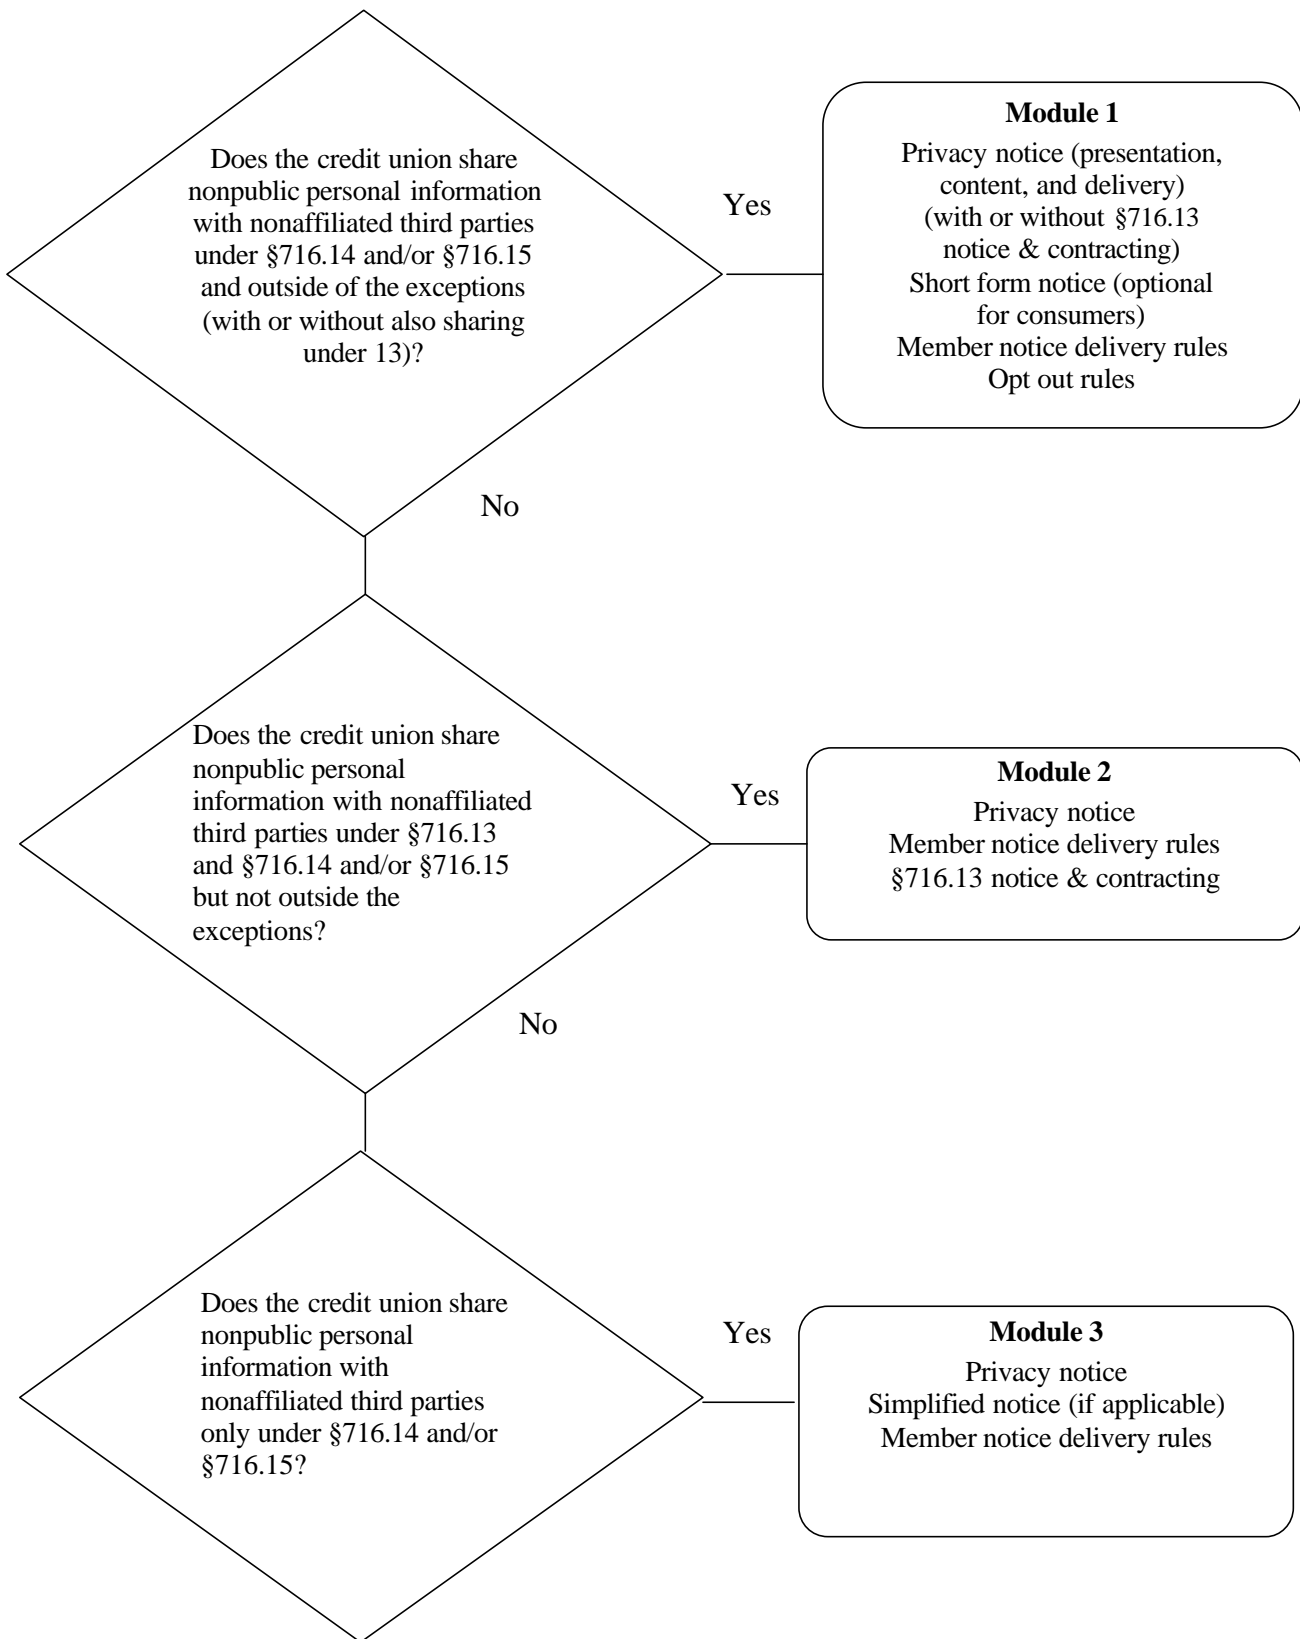 Does the credit union share
nonpublic personal information
with nonaffiliated third parties
under §716.14 and/or §716.15
and outside of the exceptions
(with or without also sharing
under 13)?
Yes
Module 1
Privacy notice (presentation,
content, and delivery)
(with or without §716.13
notice & contracting)
Short form notice (optional
for consumers)
Member notice delivery rules
Opt out rules
No
Does the credit union share
nonpublic personal
information with nonaffiliated
third parties under §716.13
and §716.14 and/or §716.15
but not outside the
exceptions?
Yes
Module 2
Privacy notice
Member notice delivery rules
§716.13 notice & contracting
No
Does the credit union share
nonpublic personal
information with
nonaffiliated third parties
only under §716.14 and/or
§716.15?
Yes
Module 3
Privacy notice
Simplified notice (if applicable)
Member notice delivery rules